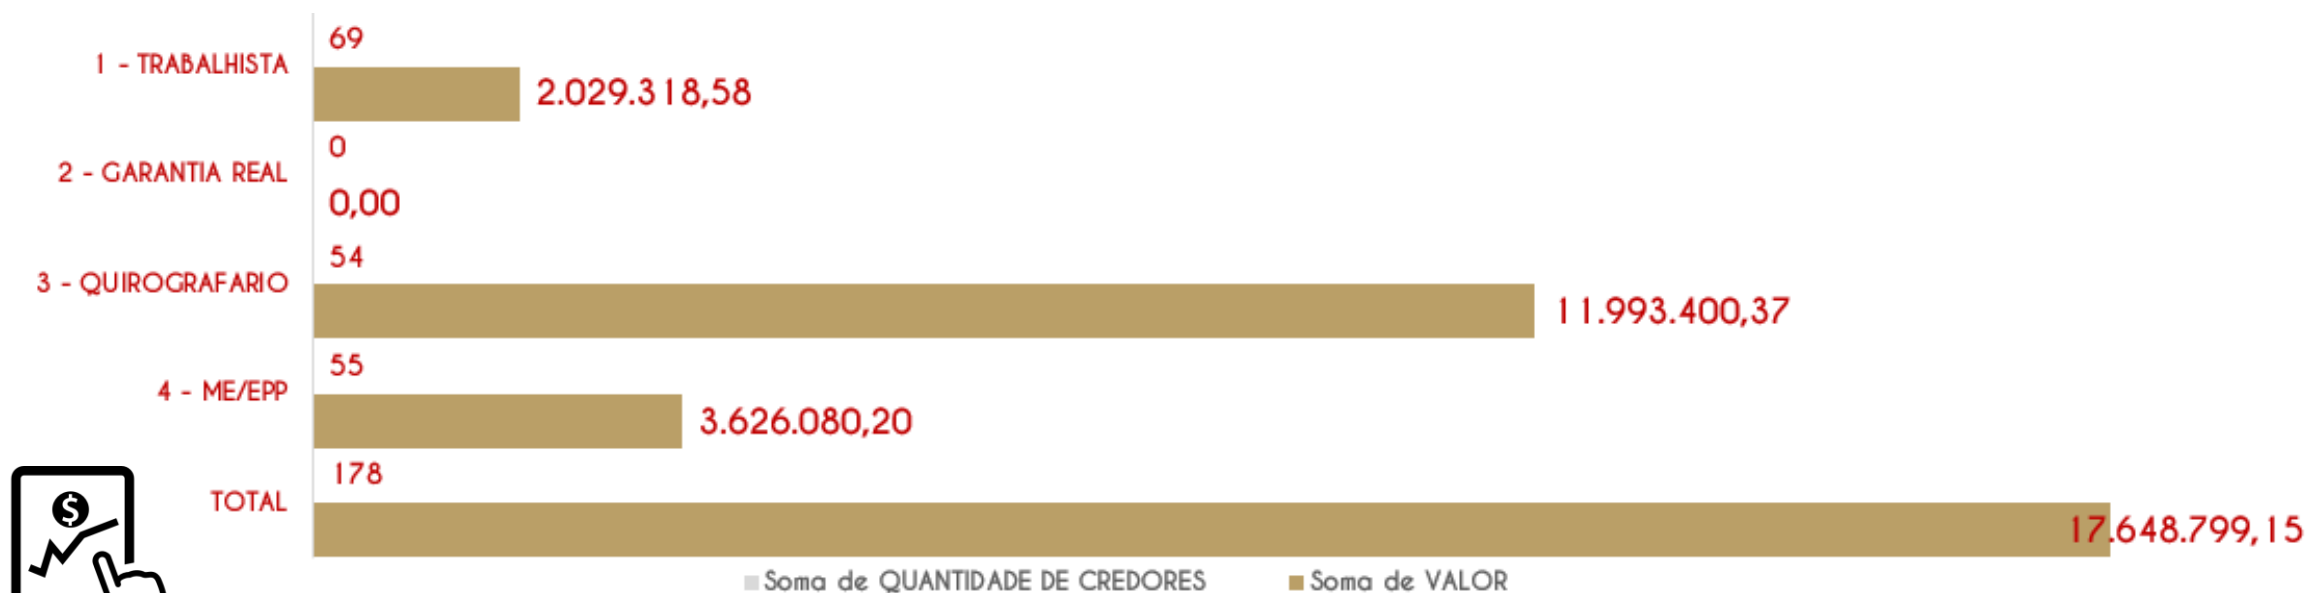 69
1 - TRABALHISTA
2.029.318,58
0
2 - GARANTIA REAL
0,00
54
3 - QUIROGRAFARIO
11.993.400,37
55
4 - ME/EPP
3.626.080,20
178
TOTAL
17.648.799,15
$
Soma de QUANTIDADE DE CREDORES Soma de VALOR